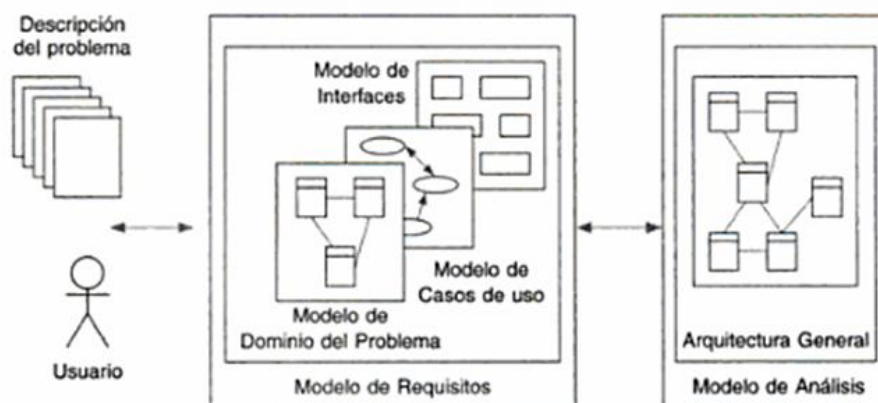 Descripción
del problema
Usuario
Modelo de
Interfaces
Modelo de
Casos de uso
Modelo de
Dominio del Problema
Modelo de Requisitos
Arquitectura General
Modelo de Análisis